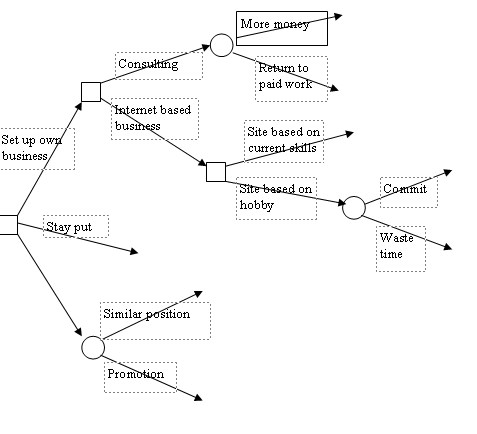 More money
Consulting
Return to
paid work
Internet based
business
Site based on
current skills
Set up own
business
Site based on
hobby
Commit
Stay put
Waste
time
Similar position
Promotion